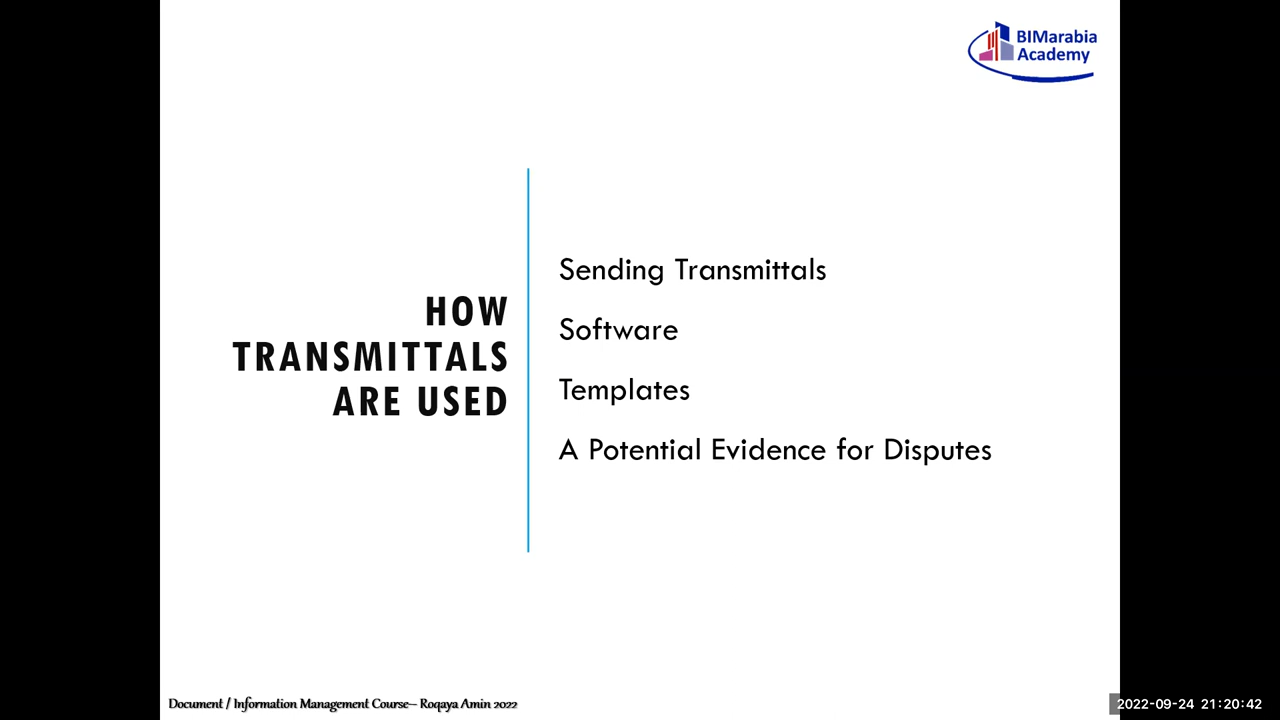 BIMarabia
Academy
HOW
TRANSMITTALS
ARE USED
Sending Transmittals
Software
Templates
A Potential Evidence for Disputes
Document / Information Management Course– Roqaya Amin 2022
2022-09-24 21:20:42